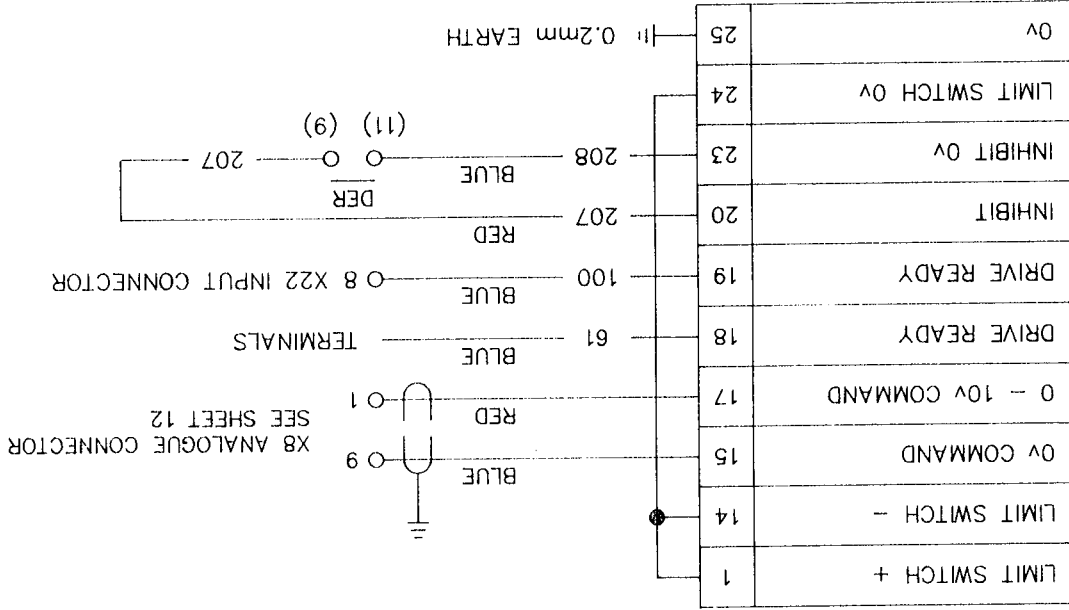 LIMIT SWITCH + 1
LIMIT SWITCH - 14
0v COMMAND 15 BLUE 9
X8 ANALOGUE CONNECTOR
SEE SHEET 12
0 - 10v COMMAND 17 RED 1
DRIVE READY 18 61 BLUE TERMINALS
DRIVE READY 19 100 BLUE 8 X22 INPUT CONNECTOR
INHIBIT 20 207 RED
DER
INHIBIT 0v 23 208 BLUE 207
(11) (9)
LIMIT SWITCH 0v 24
0v 25 0.2mm EARTH